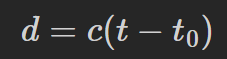 d = c(t − t₀)